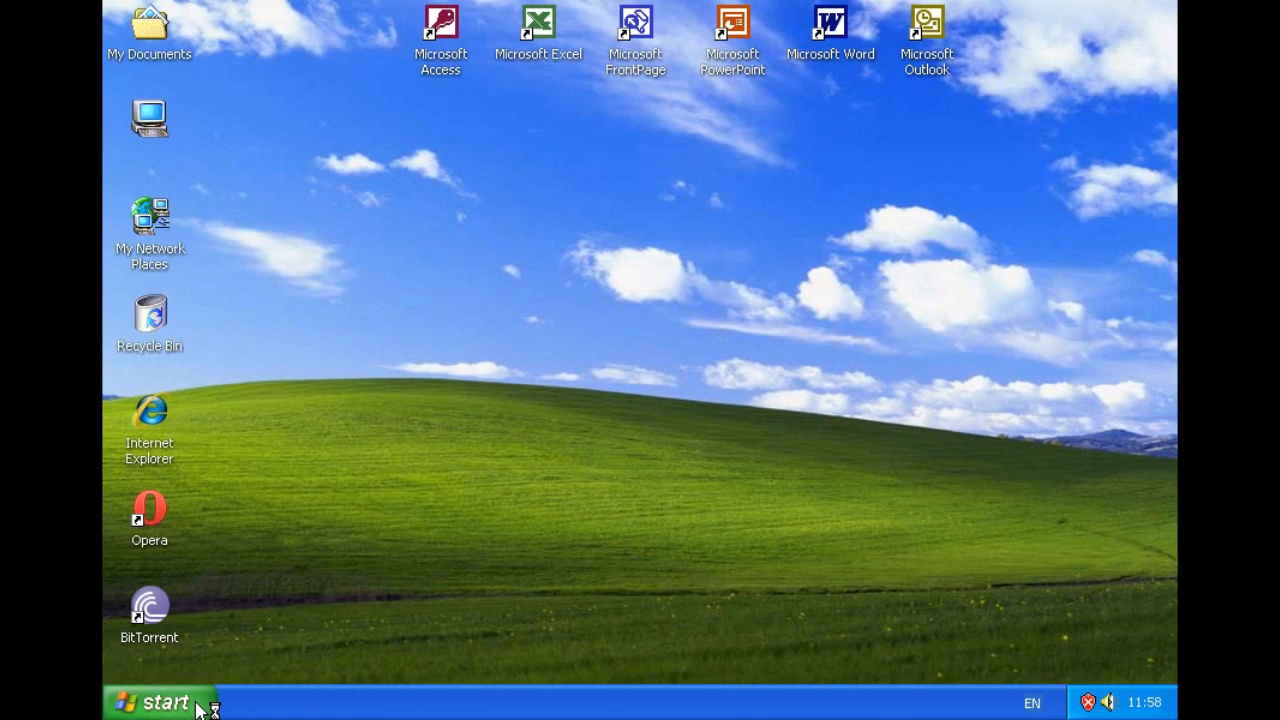 My Documents
Microsoft
Access
Microsoft Excel
Microsoft
FrontPage
Microsoft
PowerPoint
Microsoft Word
Microsoft
Outlook
My Network
Places
Recycle Bin
Internet
Explorer
Opera
BitTorrent
start
EN
11:58